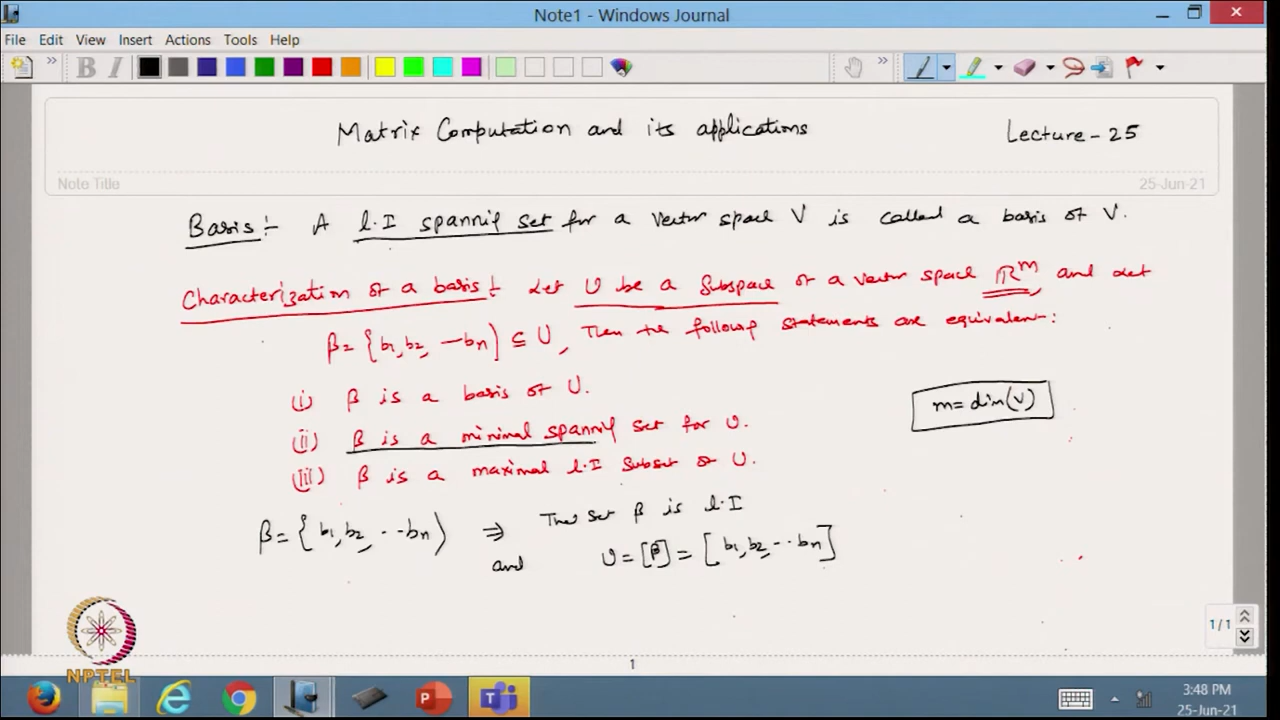 Note1 - Windows Journal
File Edit View Insert Actions Tools Help
Matrix Computation and its applications Lecture - 25
Note Title 25-Jun-21
Basis :- A l.I spannig set for a vector space V is called a basis of V.
Characterization of a basis :- Let U be a subspace of a vector space ℝᵐ and let
β = {b₁, b₂, --- bₙ} ⊆ U, Then the followig statements are equivalent :
(i) β is a basis of U.
(ii) β is a minimal spannig set for U.
m = dim(V)
(iii) β is a maximal l.I subset of U.
β = {b₁, b₂, - - bₙ} ⇒ The set β is l.I
and U = [β] = [b₁, b₂, - - bₙ]
1/1
NPTEL
1
3:48 PM
25-Jun-21